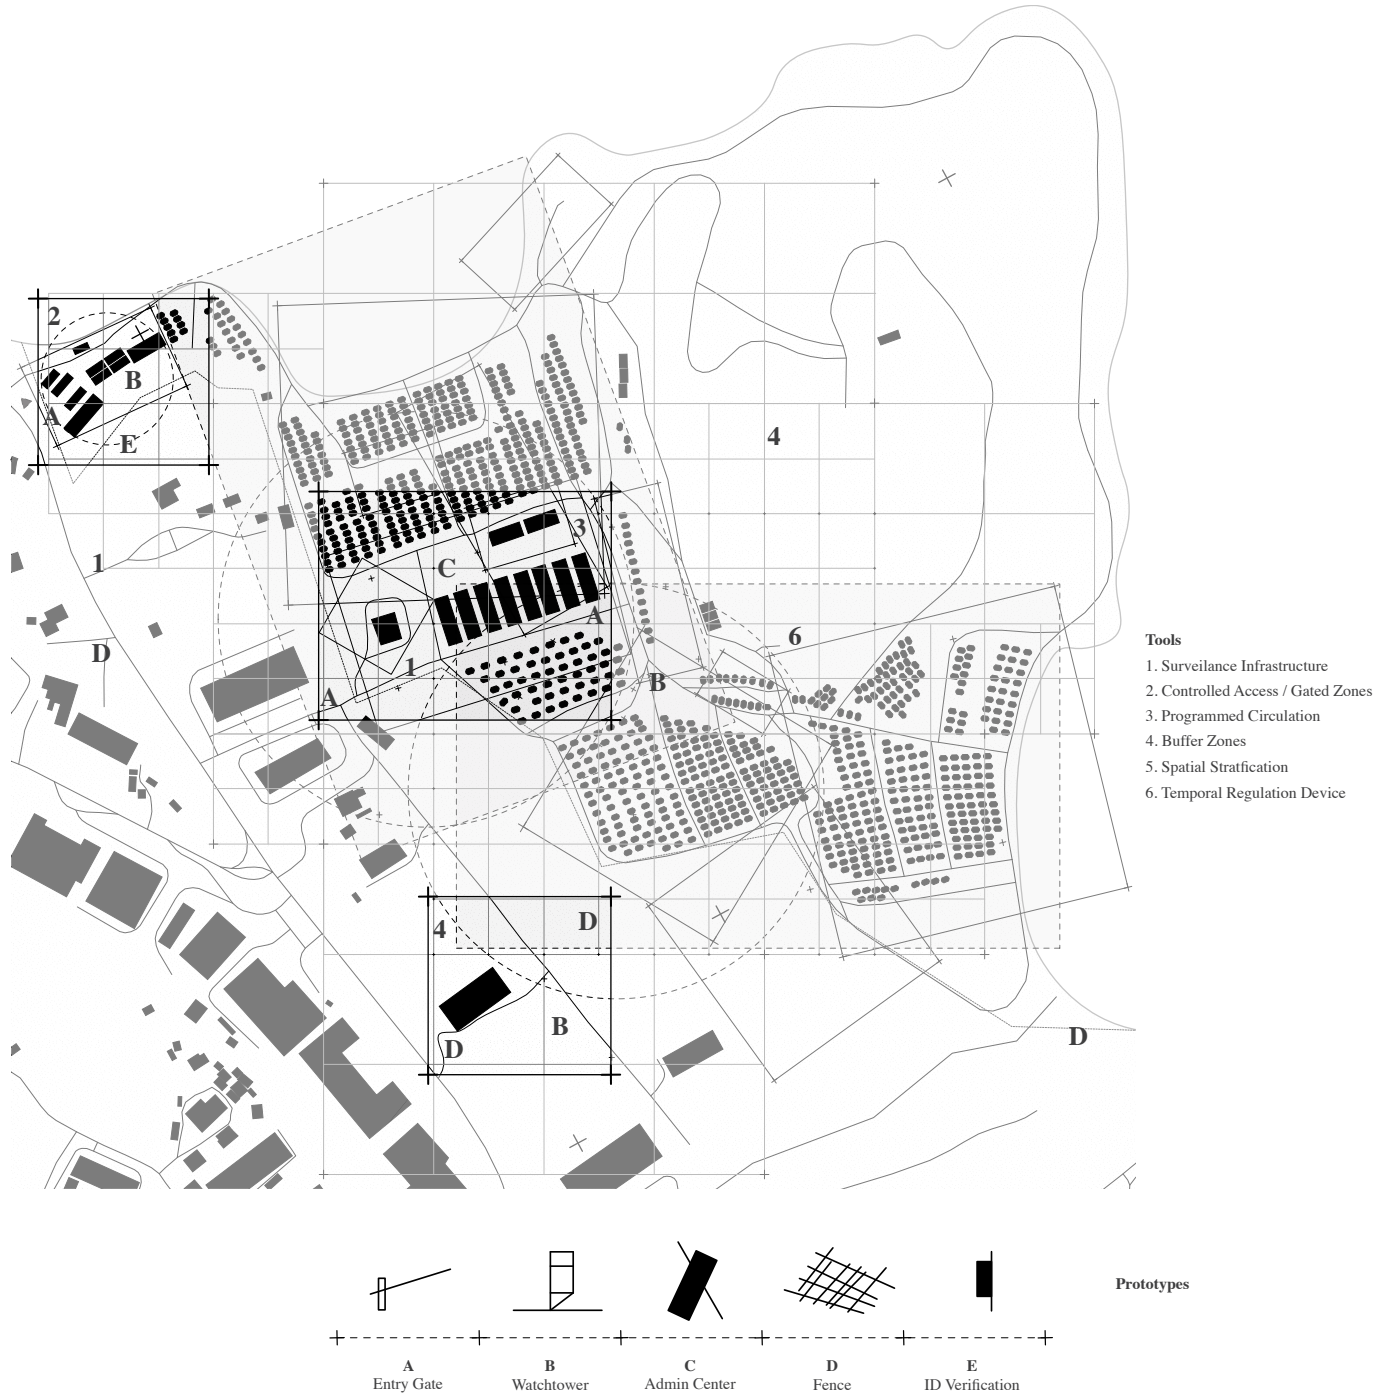 2
B
A
E
4
3
1
C
A
6
D
1
B
A
Tools
1. Surveilance Infrastructure
2. Controlled Access / Gated Zones
3. Programmed Circulation
4. Buffer Zones
5. Spatial Stratfication
6. Temporal Regulation Device
4
D
B
D
D
Prototypes
A
B
C
D
E
Entry Gate
Watchtower
Admin Center
Fence
ID Verification